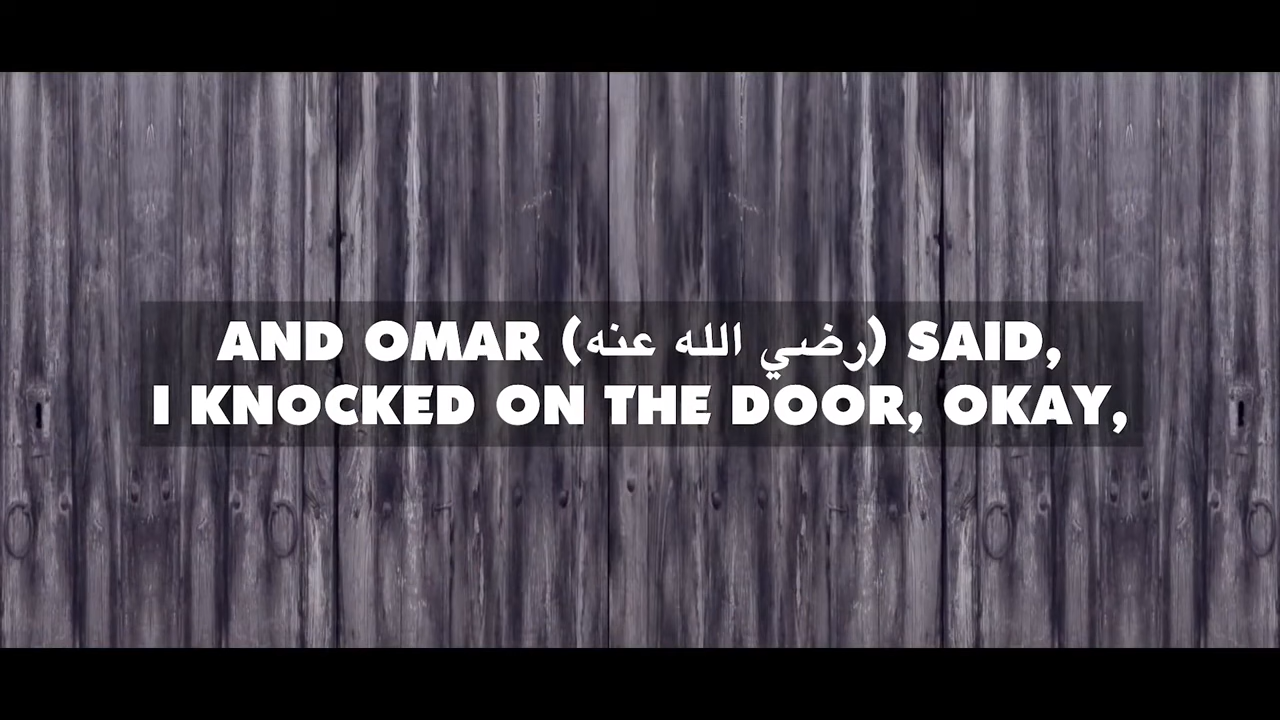 AND OMAR (رضي الله عنه) SAID,
I KNOCKED ON THE DOOR, OKAY,